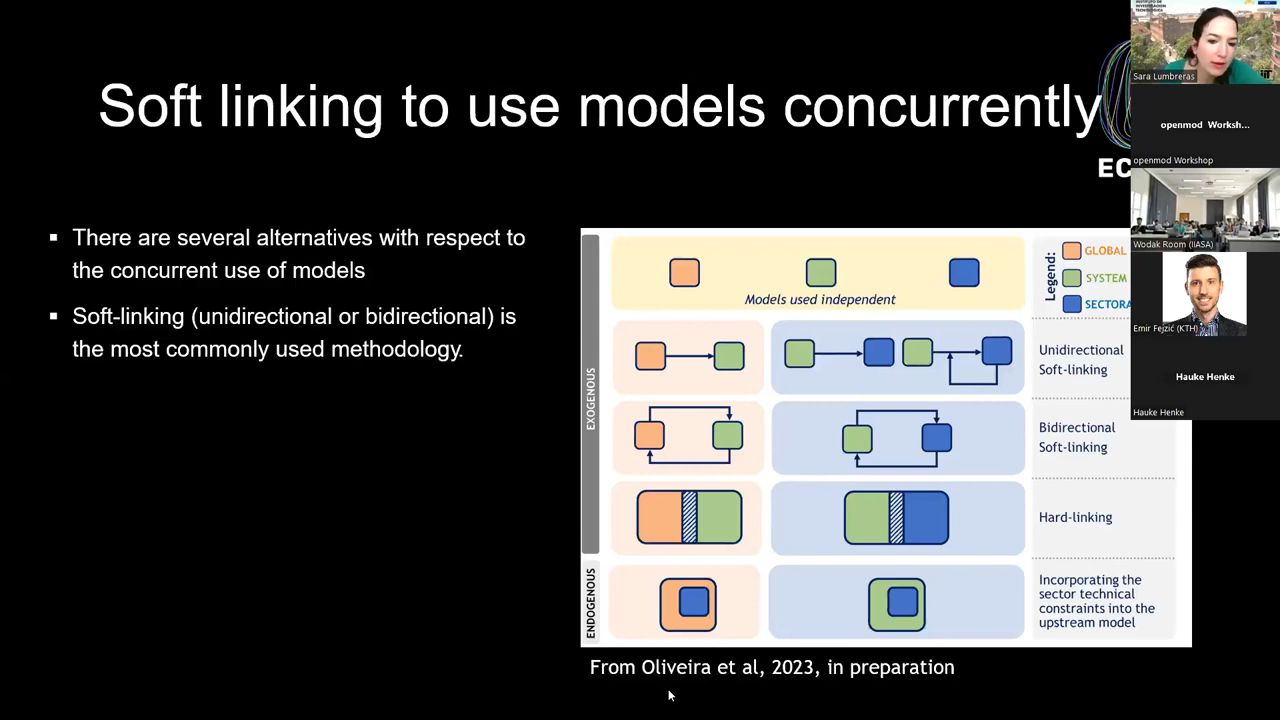 Soft linking to use models concurrently
EC
▪ There are several alternatives with respect to
the concurrent use of models
▪ Soft-linking (unidirectional or bidirectional) is
the most commonly used methodology.
EXOGENOUS
Models used independent
Legend:
GLOBAL
SYSTEM
SECTORA
Unidirectional
Soft-linking
Bidirectional
Soft-linking
Hard-linking
ENDOGENOUS
Incorporating the
sector technical
constraints into the
upstream model
From Oliveira et al, 2023, in preparation
INSTITUTO DE
INVESTIGACIÓN
TECNOLÓGICA
Sara Lumbreras
openmod Worksh...
openmod Workshop
Wodak Room (IIASA)
Emir Fejzić (KTH)
Hauke Henke
Hauke Henke